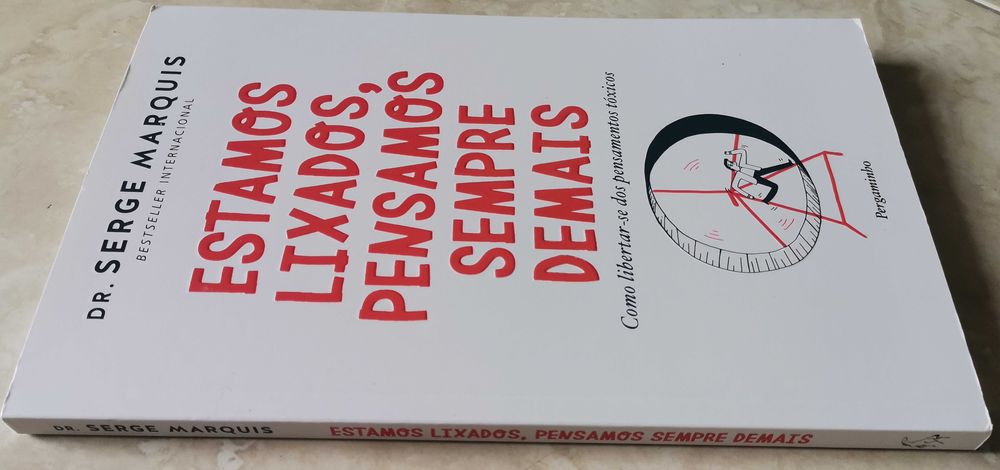 DR. SERGE MARQUIS
BESTSELLER INTERNACIONAL
ESTAMOS
LIXADOS,
PENSAMOS
SEMPRE
DEMAIS
Como libertar-se dos pensamentos tóxicos
Pergaminho
DR. SERGE MARQUIS ESTAMOS LIXADOS, PENSAMOS SEMPRE DEMAIS